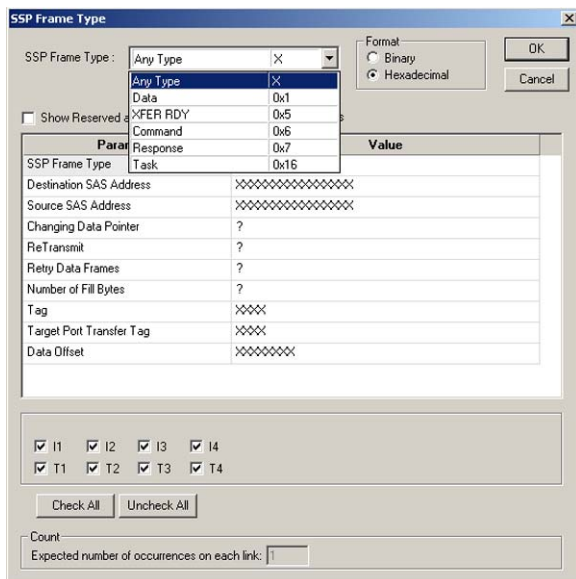 SSP Frame Type
SSP Frame Type :
Any Type X
Any Type X
Data 0x1
XFER RDY 0x5
Command 0x6
Response 0x7
Task 0x16
Format
Binary
Hexadecimal
OK
Cancel
Show Reserved
Value
SSP Frame Type
Destination SAS Address XXXXXXXXXXXXXXXX
Source SAS Address XXXXXXXXXXXXXXXX
Changing Data Pointer ?
ReTransmit ?
Retry Data Frames ?
Number of Fill Bytes ?
Tag XXXX
Target Port Transfer Tag XXXX
Data Offset XXXXXXXX
I1 I2 I3 I4
T1 T2 T3 T4
Check All Uncheck All
Count
Expected number of occurrences on each link: 1